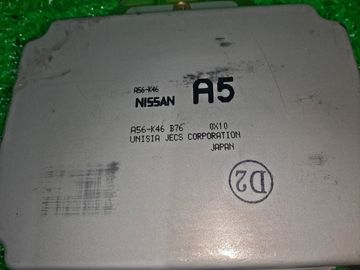 A56-K46
NISSAN A5
A56-K46 B76 0X10
UNISIA JECS CORPORATION
JAPAN
D2